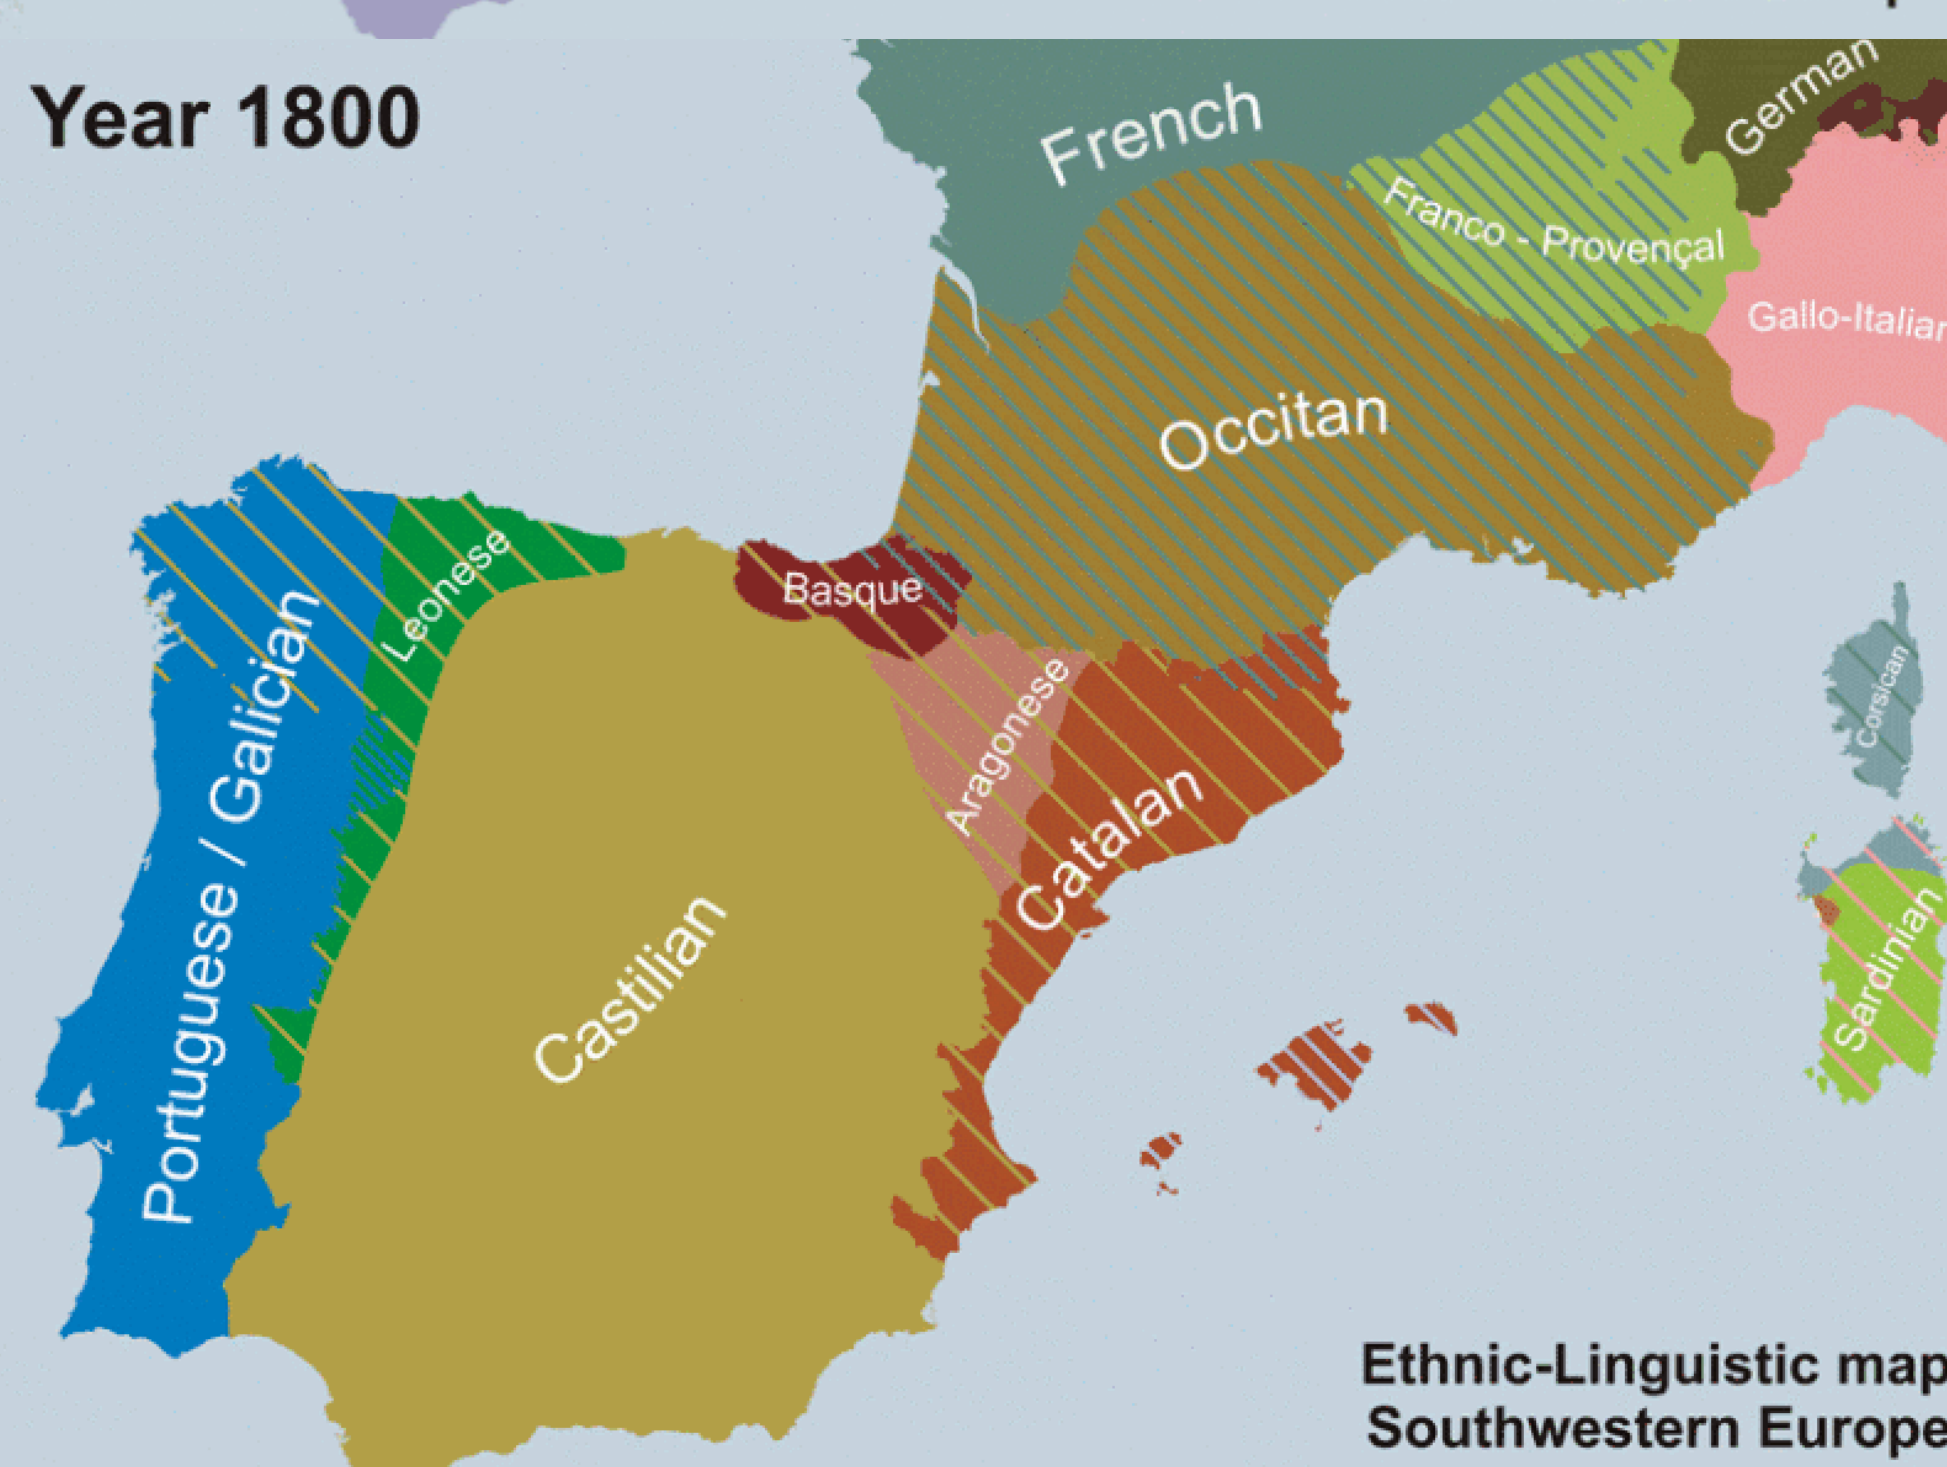 Year 1800
French
German
Franco - Provençal
Gallo-Italian
Occitan
Leonese
Basque
Portuguese / Galician
Aragonese
Catalan
Corsican
Castilian
Sardinian
Ethnic-Linguistic map
Southwestern Europe